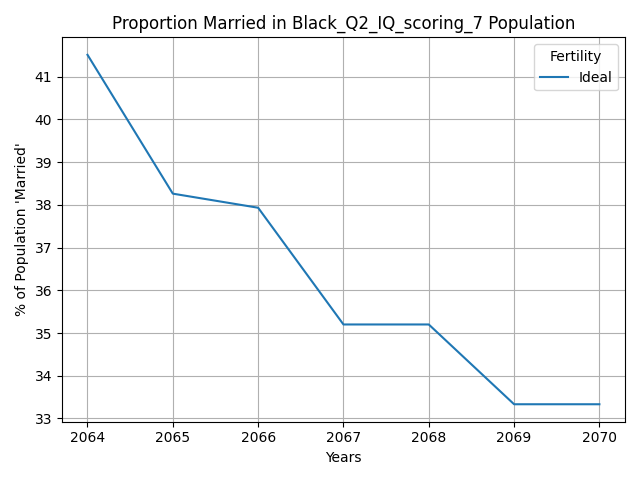 Proportion Married in Black_Q2_IQ_scoring_7 Population
Fertility
Ideal
% of Population 'Married'
41
40
39
38
37
36
35
34
33
2064 2065 2066 2067 2068 2069 2070
Years